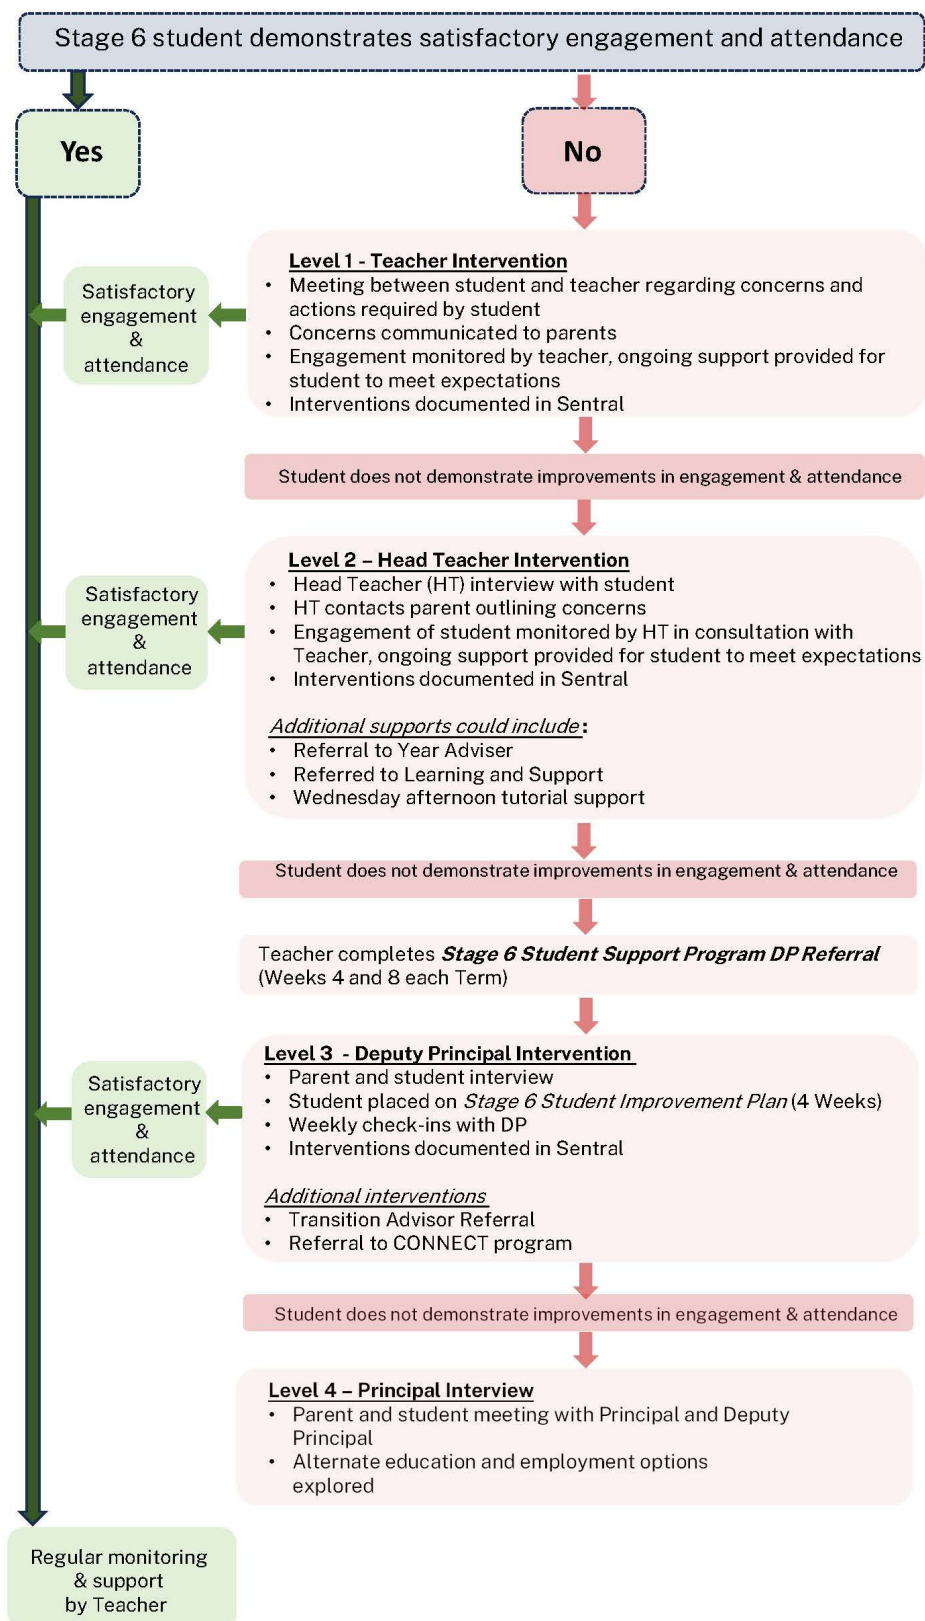 Stage 6 student demonstrates satisfactory engagement and attendance
Yes
No
Level 1 - Teacher Intervention
• Meeting between student and teacher regarding concerns and
actions required by student
• Concerns communicated to parents
• Engagement monitored by teacher, ongoing support provided for
student to meet expectations
• Interventions documented in Sentral
Satisfactory
engagement
&
attendance
Student does not demonstrate improvements in engagement & attendance
Level 2 – Head Teacher Intervention
• Head Teacher (HT) interview with student
• HT contacts parent outlining concerns
• Engagement of student monitored by HT in consultation with
Teacher, ongoing support provided for student to meet expectations
• Interventions documented in Sentral
Additional supports could include:
• Referral to Year Adviser
• Referred to Learning and Support
• Wednesday afternoon tutorial support
Satisfactory
engagement
&
attendance
Student does not demonstrate improvements in engagement & attendance
Teacher completes Stage 6 Student Support Program DP Referral
(Weeks 4 and 8 each Term)
Level 3 - Deputy Principal Intervention
• Parent and student interview
• Student placed on Stage 6 Student Improvement Plan (4 Weeks)
• Weekly check-ins with DP
• Interventions documented in Sentral
Additional interventions
• Transition Advisor Referral
• Referral to CONNECT program
Satisfactory
engagement
&
attendance
Student does not demonstrate improvements in engagement & attendance
Level 4 – Principal Interview
• Parent and student meeting with Principal and Deputy
Principal
• Alternate education and employment options
explored
Regular monitoring
& support
by Teacher